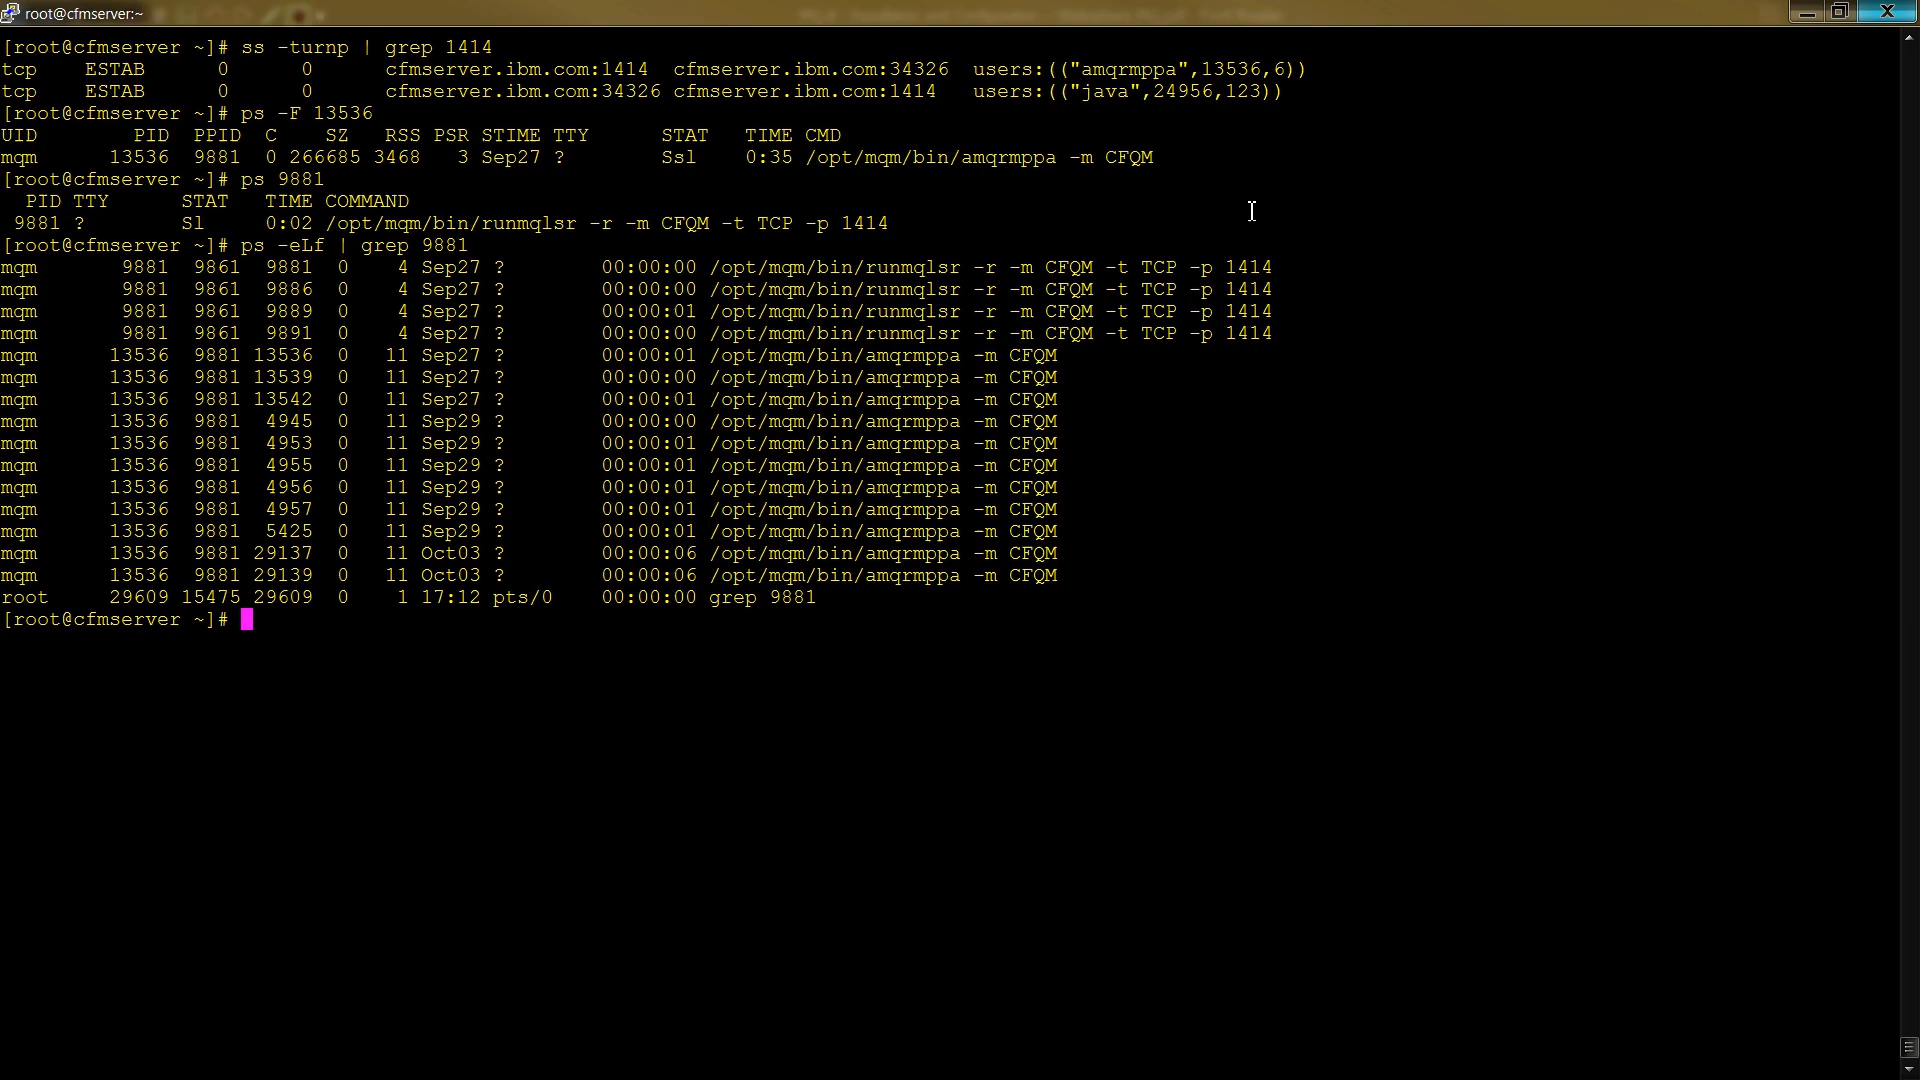 root@cfmserver:~
[root@cfmserver ~]# ss -turnp | grep 1414
tcp    ESTAB      0      0      cfmserver.ibm.com:1414  cfmserver.ibm.com:34326  users:(("amqrmppa",13536,6))
tcp    ESTAB      0      0      cfmserver.ibm.com:34326 cfmserver.ibm.com:1414   users:(("java",24956,123))
[root@cfmserver ~]# ps -F 13536
UID        PID  PPID  C    SZ   RSS PSR STIME TTY      STAT   TIME CMD
mqm      13536  9881  0 266685 3468   3 Sep27 ?        Ssl    0:35 /opt/mqm/bin/amqrmppa -m CFQM
[root@cfmserver ~]# ps 9881
  PID TTY      STAT   TIME COMMAND
 9881 ?        Sl     0:02 /opt/mqm/bin/runmqlsr -r -m CFQM -t TCP -p 1414
[root@cfmserver ~]# ps -eLf | grep 9881
mqm       9881  9861  9881  0    4 Sep27 ?        00:00:00 /opt/mqm/bin/runmqlsr -r -m CFQM -t TCP -p 1414
mqm       9881  9861  9886  0    4 Sep27 ?        00:00:00 /opt/mqm/bin/runmqlsr -r -m CFQM -t TCP -p 1414
mqm       9881  9861  9889  0    4 Sep27 ?        00:00:01 /opt/mqm/bin/runmqlsr -r -m CFQM -t TCP -p 1414
mqm       9881  9861  9891  0    4 Sep27 ?        00:00:00 /opt/mqm/bin/runmqlsr -r -m CFQM -t TCP -p 1414
mqm      13536  9881 13536  0   11 Sep27 ?        00:00:01 /opt/mqm/bin/amqrmppa -m CFQM
mqm      13536  9881 13539  0   11 Sep27 ?        00:00:00 /opt/mqm/bin/amqrmppa -m CFQM
mqm      13536  9881 13542  0   11 Sep27 ?        00:00:01 /opt/mqm/bin/amqrmppa -m CFQM
mqm      13536  9881  4945  0   11 Sep29 ?        00:00:00 /opt/mqm/bin/amqrmppa -m CFQM
mqm      13536  9881  4953  0   11 Sep29 ?        00:00:01 /opt/mqm/bin/amqrmppa -m CFQM
mqm      13536  9881  4955  0   11 Sep29 ?        00:00:01 /opt/mqm/bin/amqrmppa -m CFQM
mqm      13536  9881  4956  0   11 Sep29 ?        00:00:01 /opt/mqm/bin/amqrmppa -m CFQM
mqm      13536  9881  4957  0   11 Sep29 ?        00:00:01 /opt/mqm/bin/amqrmppa -m CFQM
mqm      13536  9881  5425  0   11 Sep29 ?        00:00:01 /opt/mqm/bin/amqrmppa -m CFQM
mqm      13536  9881 29137  0   11 Oct03 ?        00:00:06 /opt/mqm/bin/amqrmppa -m CFQM
mqm      13536  9881 29139  0   11 Oct03 ?        00:00:06 /opt/mqm/bin/amqrmppa -m CFQM
root     29609 15475 29609  0    1 17:12 pts/0    00:00:00 grep 9881
[root@cfmserver ~]#